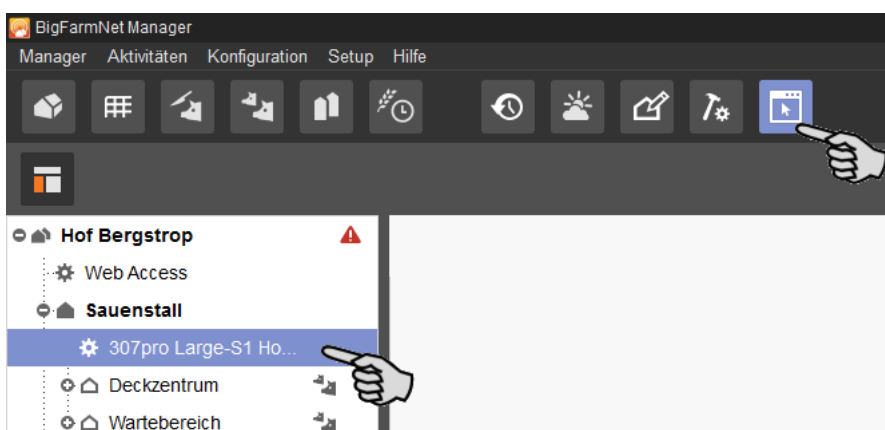 BigFarmNet Manager
Manager Aktivitäten Konfiguration Setup Hilfe
Hof Bergstrop
Web Access
Sauenstall
307pro Large-S1 Ho...
Deckzentrum
Wartebereich